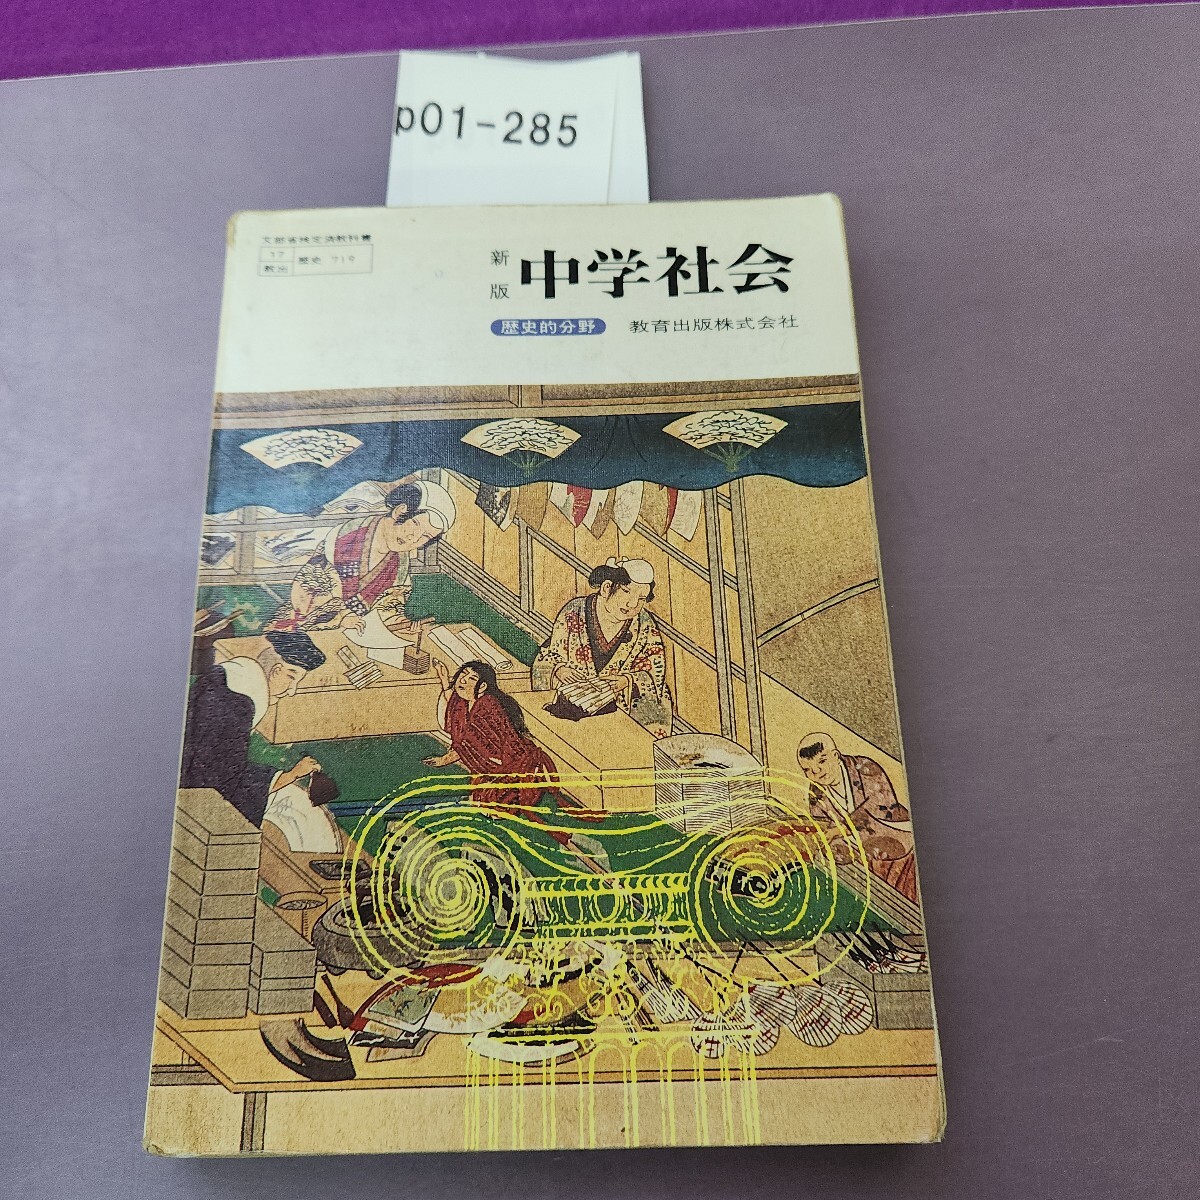 p01-285
文部省検定済教科書
17
教出
歴史 719
新版 中学社会
歴史的分野 教育出版株式会社